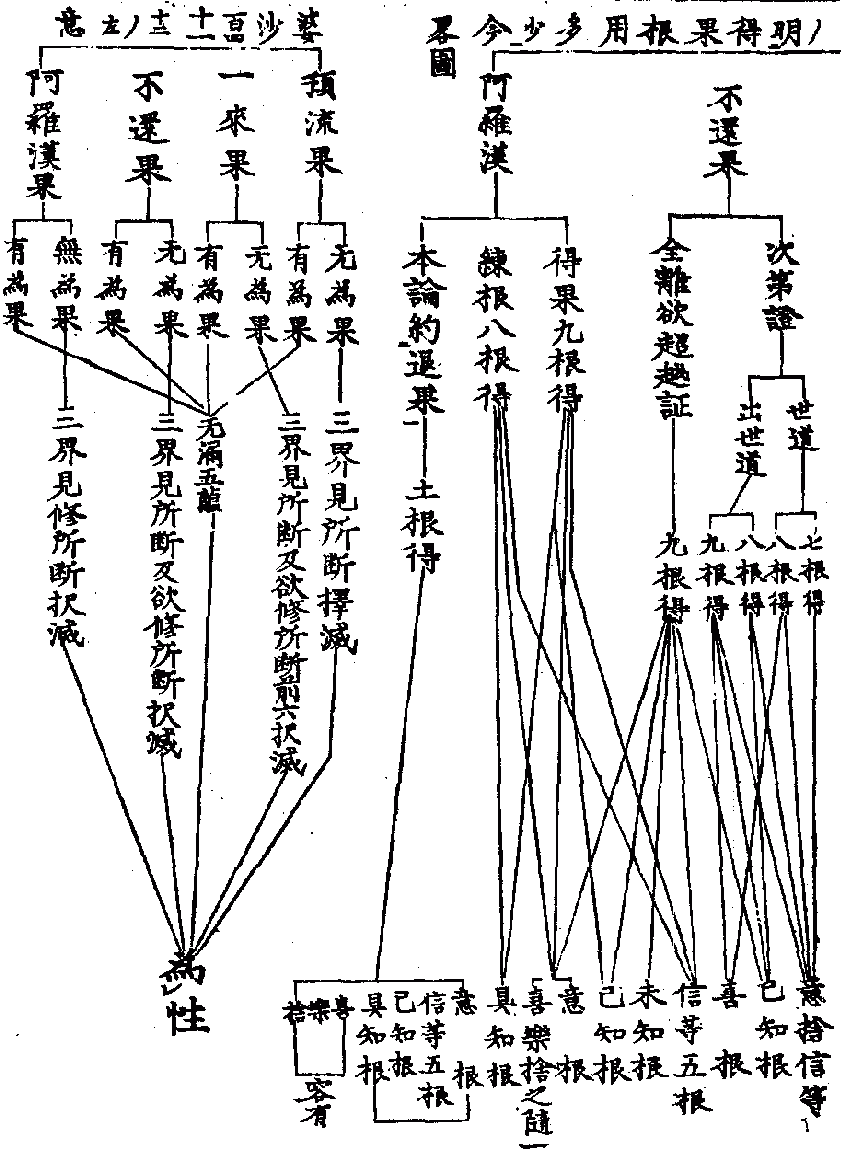 明得果根用多少今
畧圖
不還果
次第證
世道
七根得
八根得
出世道
八根得
九根得
全離欲超越証
九根得
意捨信等
已知根
喜根
信等五根
未知根
已知根
意根
喜樂捨之隨一
具知根
阿羅漢
得果九根得
練根八根得
本論約退果
土根得
意根
信等五根
已知根
具知根
喜
樂
捨
容有
婆沙
十一
左ノ意
預流果
无為果
三界見所断擇滅
有為果
一來果
无為果
三界見所断及欲修所断前六択滅
有為果
无漏五蘊
不還果
无為果
三界見所断及欲修所断択滅
有為果
阿羅漢果
無為果
三界見修所断択滅
有為果
為性